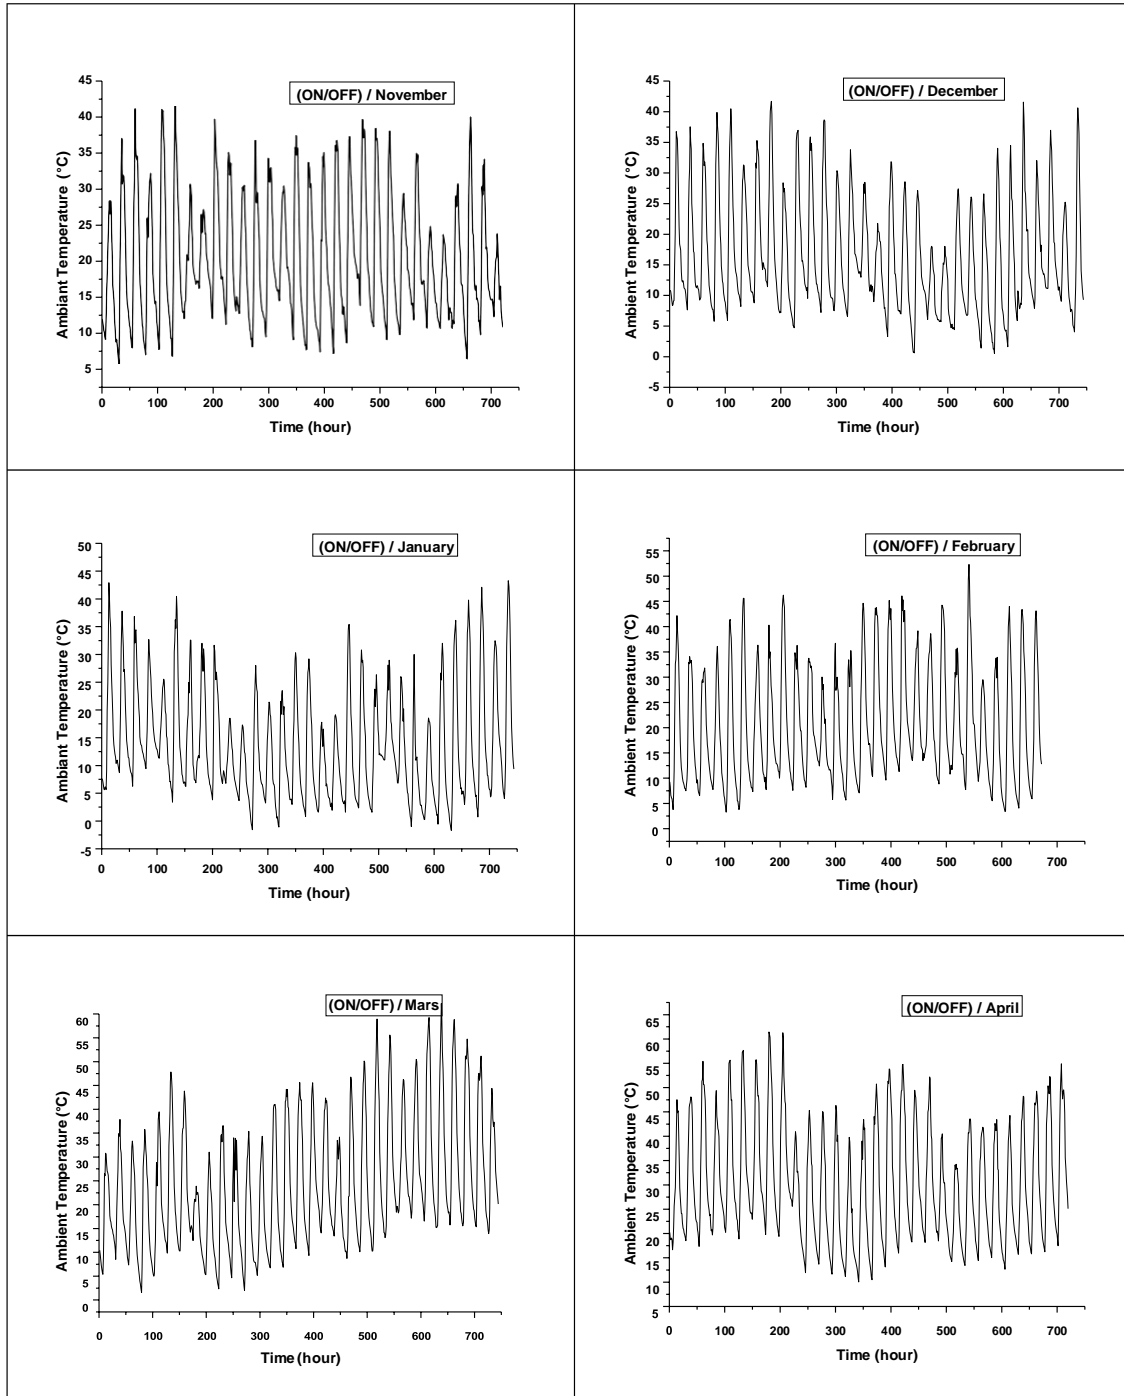 (ON/OFF) / November
45
40
35
30
25
20
15
10
5
0 100 200 300 400 500 600 700
Time (hour)
Ambiant Temperature (°C)
(ON/OFF) / December
45
40
35
30
25
20
15
10
5
0
-5
0 100 200 300 400 500 600 700
Time (hour)
Ambient Temperature (°C)
(ON/OFF) / January
50
45
40
35
30
25
20
15
10
5
0
-5
0 100 200 300 400 500 600 700
Time (hour)
Ambiant Temperature (°C)
(ON/OFF) / February
55
50
45
40
35
30
25
20
15
10
5
0
0 100 200 300 400 500 600 700
Time (hour)
Ambient Temperature (°C)
(ON/OFF) / Mars
60
55
50
45
40
35
30
25
20
15
10
5
0
0 100 200 300 400 500 600 700
Time (hour)
Ambient Temperature (°C)
(ON/OFF) / April
65
60
55
50
45
40
35
30
25
20
15
10
5
0 100 200 300 400 500 600 700
Time (hour)
Ambient Temperature (°C)